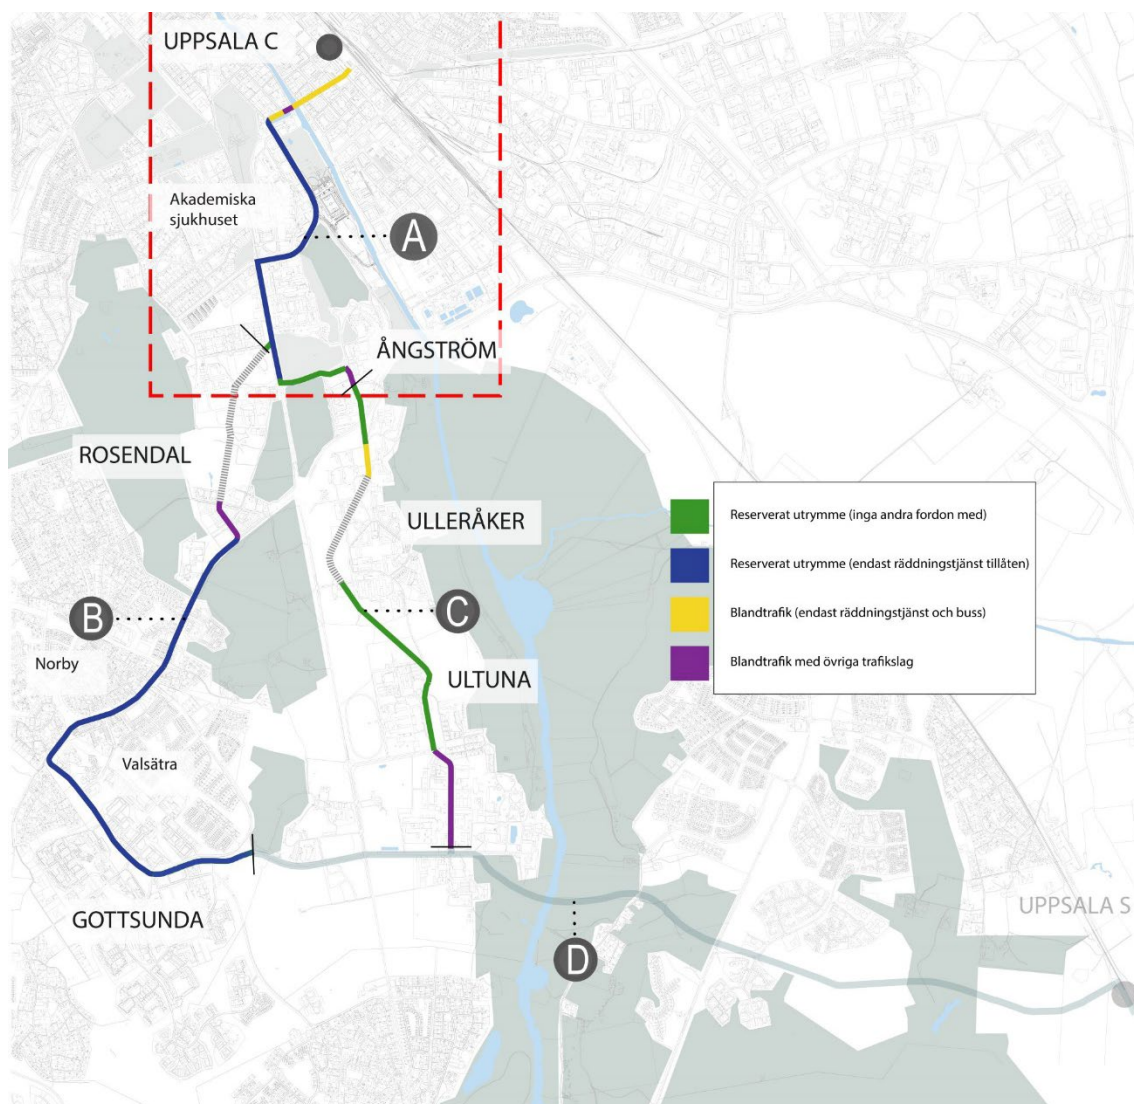 UPPSALA C
Akademiska
sjukhuset
A
ÅNGSTRÖM
ROSENDAL
ULLERÅKER
Reserverat utrymme (inga andra fordon med)
Reserverat utrymme (endast räddningstjänst tillåten)
Blandtrafik (endast räddningstjänst och buss)
Blandtrafik med övriga trafikslag
B
C
Norby
ULTUNA
Valsätra
GOTTSUNDA
UPPSALA S
D